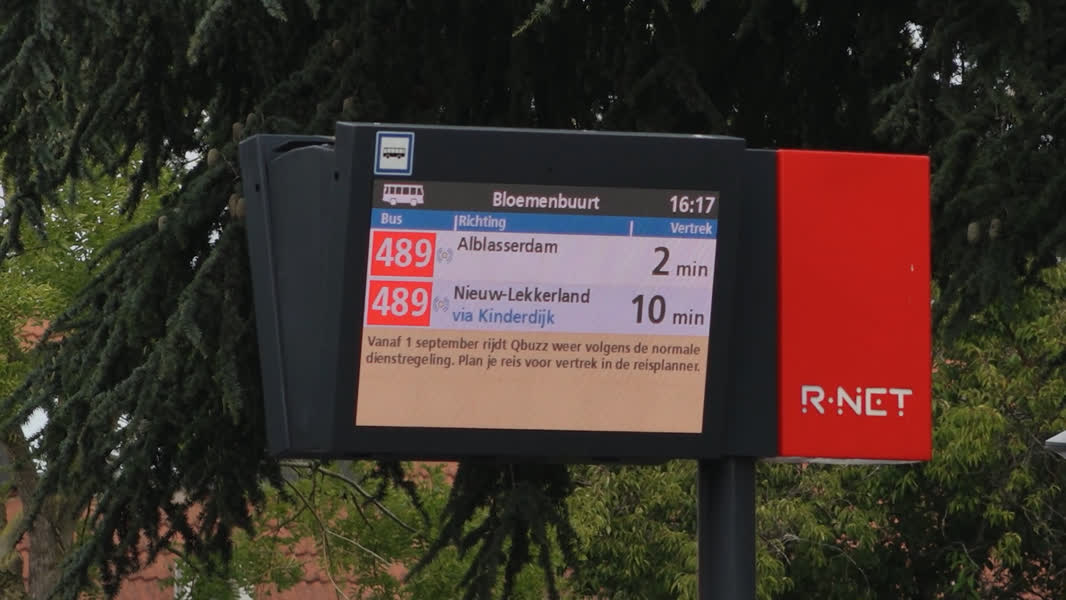 Bloemenbuurt 16:17
Bus Richting Vertrek
489 Alblasserdam 2 min
489 Nieuw-Lekkerland 10 min
via Kinderdijk
Vanaf 1 september rijdt Qbuzz weer volgens de normale
dienstregeling. Plan je reis voor vertrek in de reisplanner.
R·NET